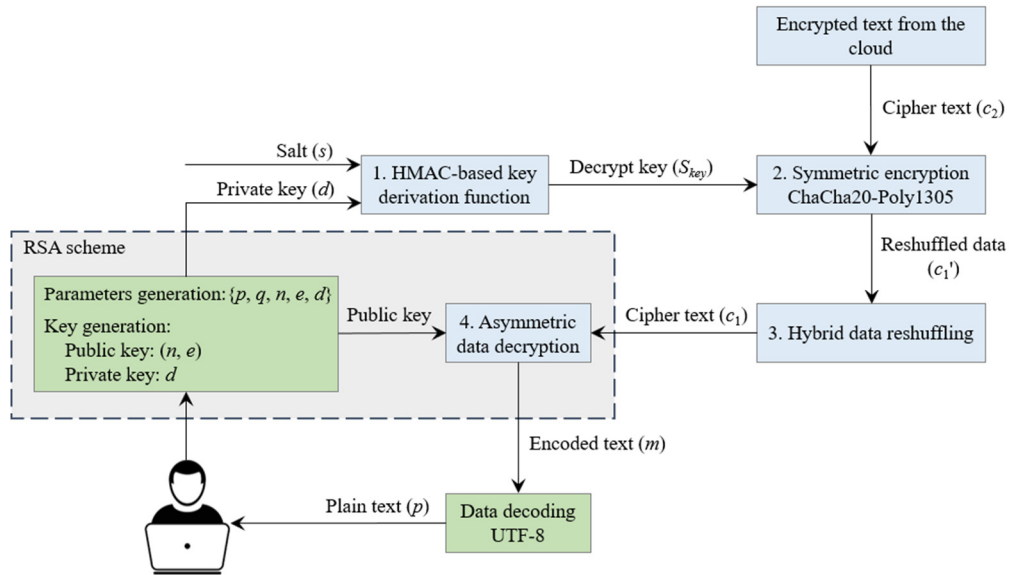 Encrypted text from the
cloud
Cipher text (c₂)
Salt (s)
Private key (d)
1. HMAC-based key
derivation function
Decrypt key (Sₖₑᵧ)
2. Symmetric encryption
ChaCha20-Poly1305
Reshuffled data
(c₁')
RSA scheme
Parameters generation:{p, q, n, e, d}
Key generation:
Public key: (n, e)
Private key: d
Public key
4. Asymmetric
data decryption
Cipher text (c₁)
3. Hybrid data reshuffling
Encoded text (m)
Plain text (p)
Data decoding
UTF-8